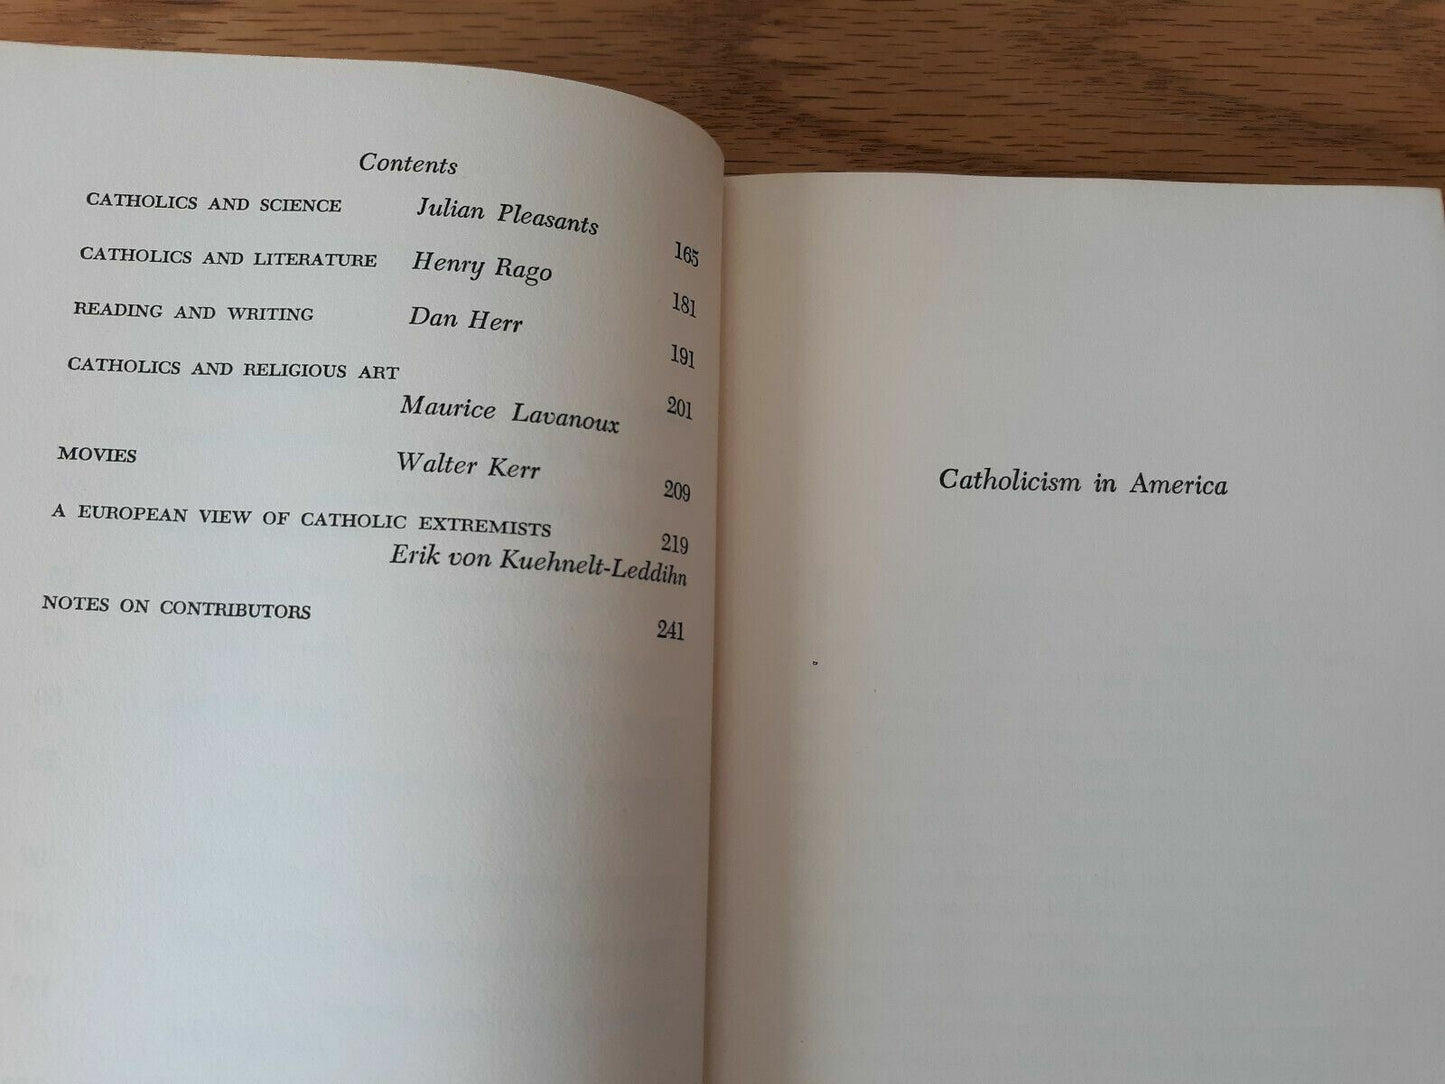 Contents
CATHOLICS AND SCIENCE Julian Pleasants 165
CATHOLICS AND LITERATURE Henry Rago 181
READING AND WRITING Dan Herr 191
CATHOLICS AND RELIGIOUS ART
Maurice Lavanoux 201
MOVIES Walter Kerr 209
A EUROPEAN VIEW OF CATHOLIC EXTREMISTS 219
Erik von Kuehnelt-Leddihn
NOTES ON CONTRIBUTORS 241
Catholicism in America